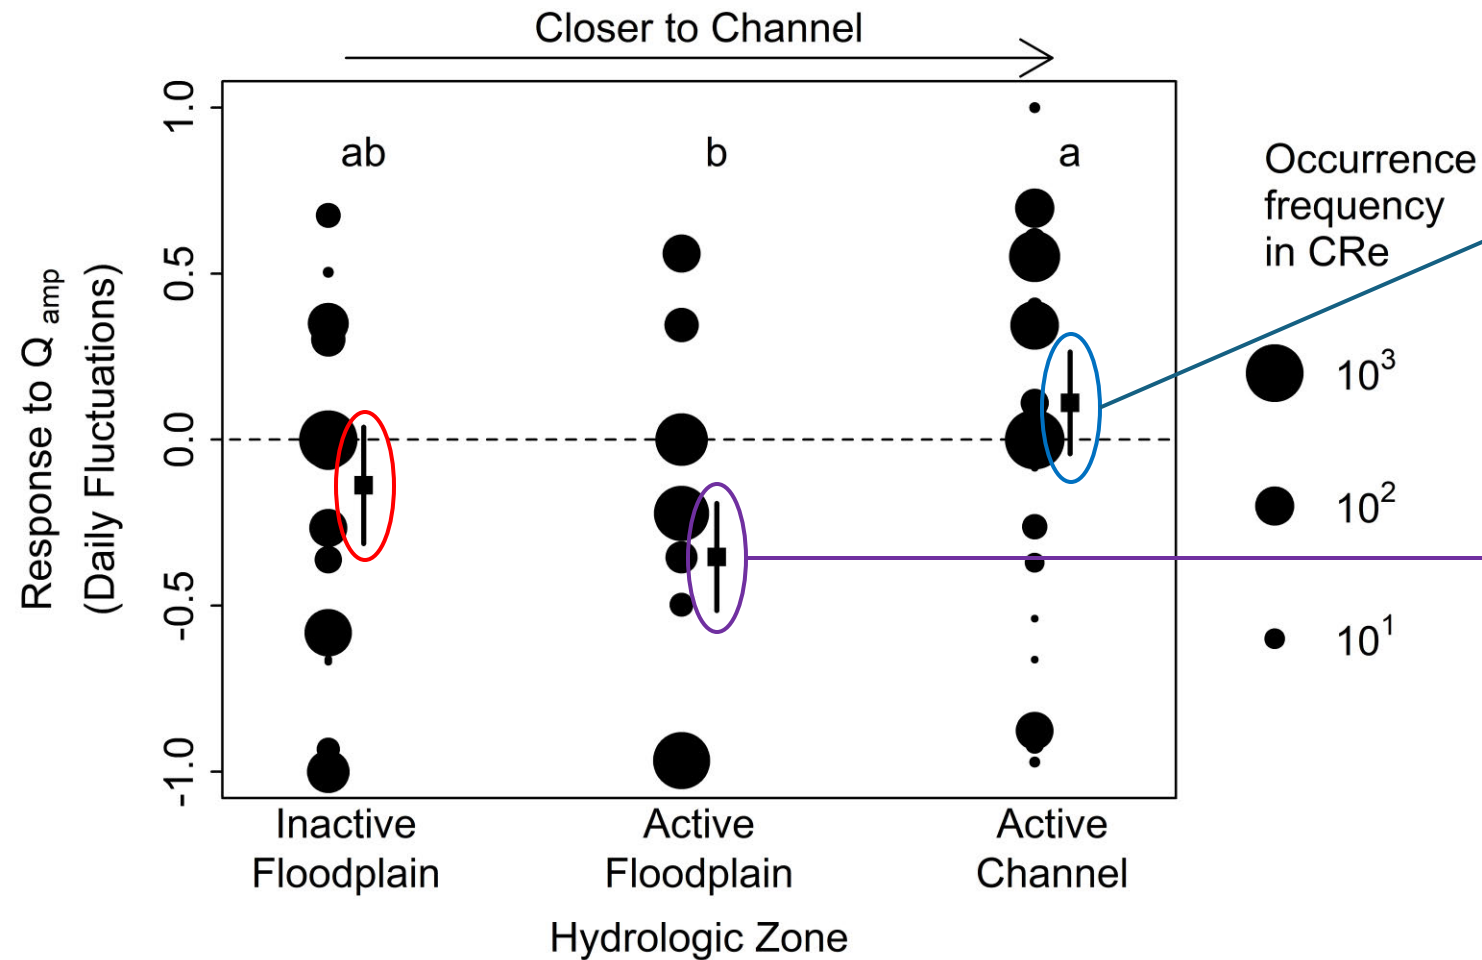 Closer to Channel
1.0
0.5
0.0
-0.5
-1.0
Response to Q amp
(Daily Fluctuations)
ab
b
a
Occurrence
frequency
in CRe
10³
10²
10¹
Inactive
Floodplain
Active
Floodplain
Active
Channel
Hydrologic Zone